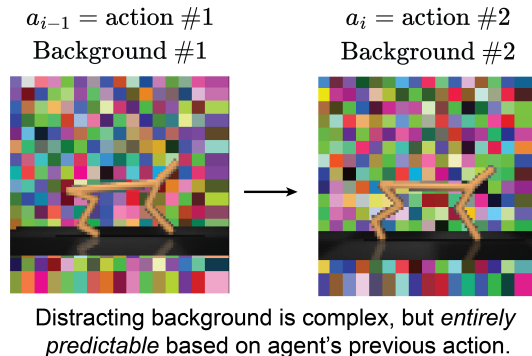 a_{i−1} = action #1
Background #1
a_i = action #2
Background #2
Distracting background is complex, but entirely
predictable based on agent's previous action.